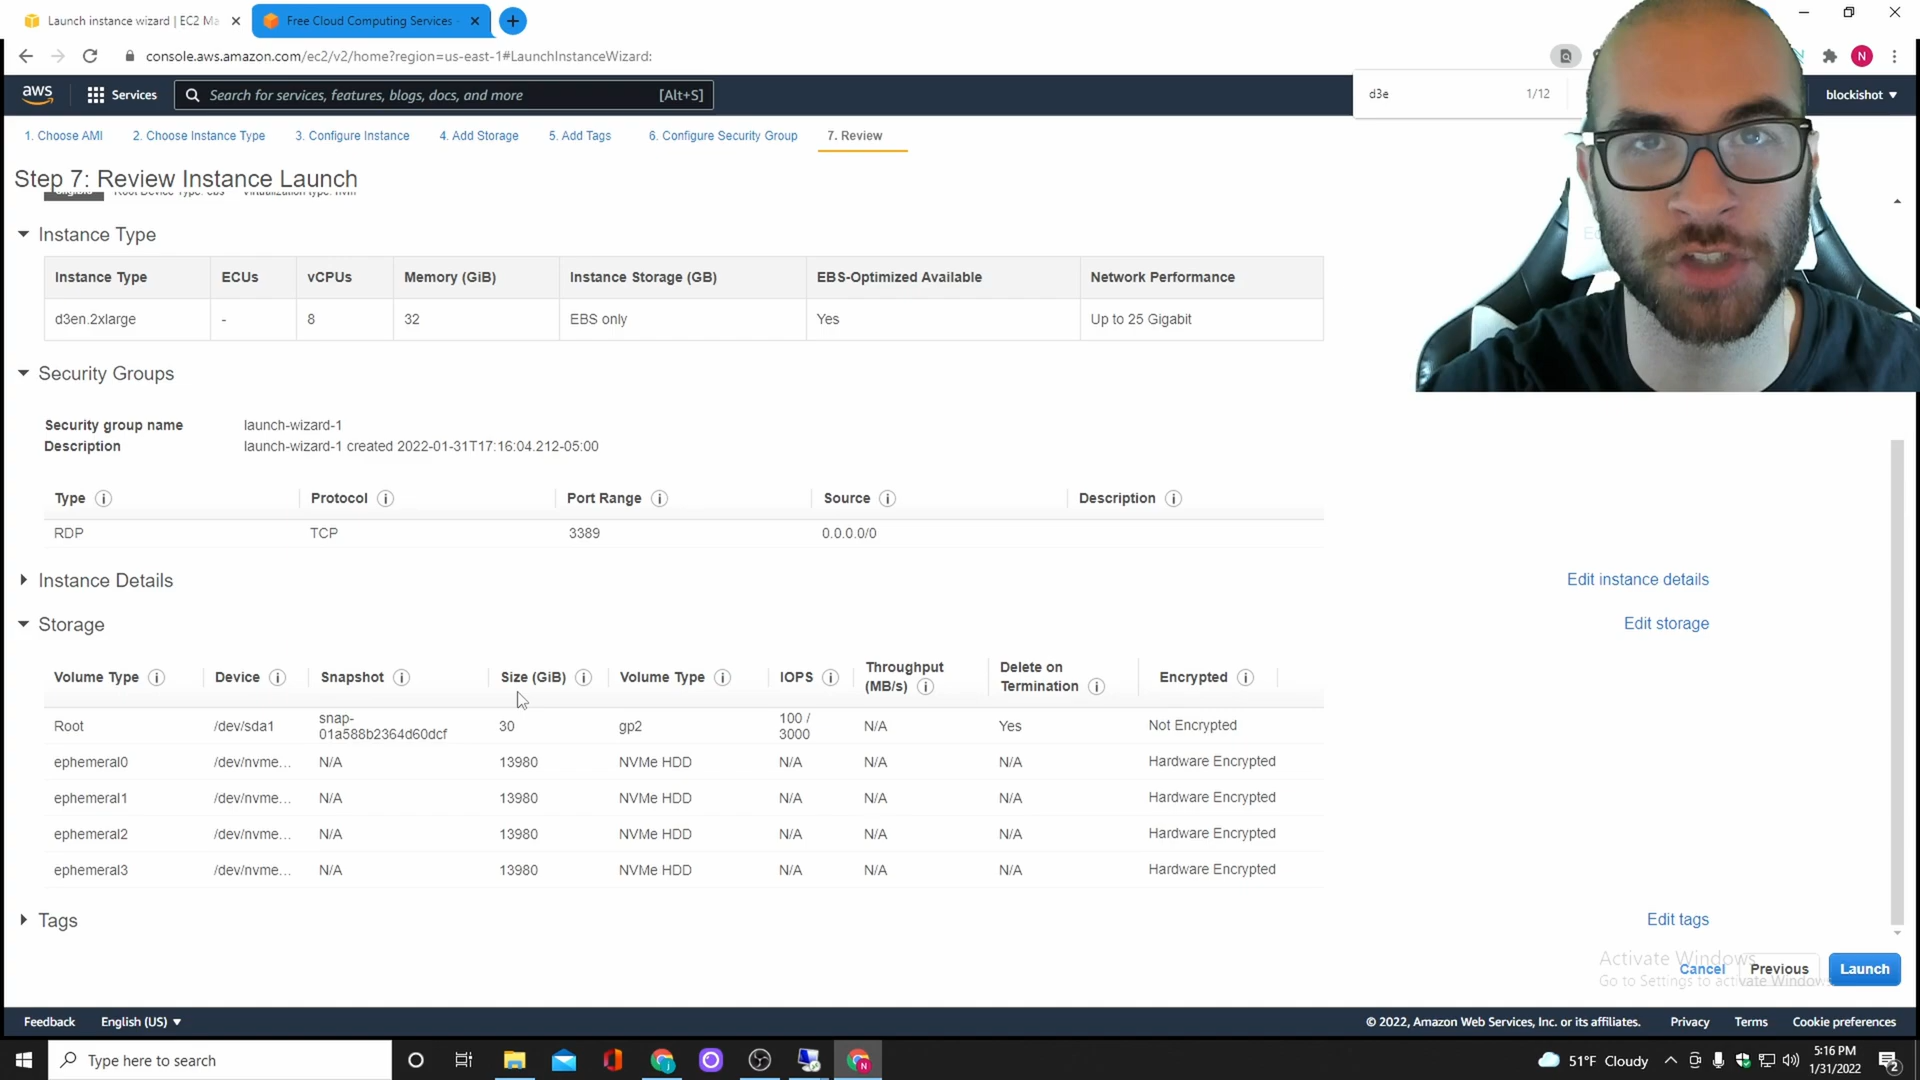 Launch instance wizard | EC2 Ma
Free Cloud Computing Services -
console.aws.amazon.com/ec2/v2/home?region=us-east-1#LaunchInstanceWizard:
N
aws
Services
Search for services, features, blogs, docs, and more
[Alt+S]
d3e
1/12
blockishot
1. Choose AMI
2. Choose Instance Type
3. Configure Instance
4. Add Storage
5. Add Tags
6. Configure Security Group
7. Review
Step 7: Review Instance Launch
Instance Type
Instance Type ECUs vCPUs Memory (GiB) Instance Storage (GB) EBS-Optimized Available Network Performance
d3en.2xlarge - 8 32 EBS only Yes Up to 25 Gigabit
Security Groups
Security group name launch-wizard-1
Description launch-wizard-1 created 2022-01-31T17:16:04.212-05:00
Type Protocol Port Range Source Description
RDP TCP 3389 0.0.0.0/0
Instance Details
Edit instance details
Storage
Edit storage
Volume Type Device Snapshot Size (GiB) Volume Type IOPS Throughput (MB/s) Delete on Termination Encrypted
Root /dev/sda1 snap-01a588b2364d60dcf 30 gp2 100 / 3000 N/A Yes Not Encrypted
ephemeral0 /dev/nvme... N/A 13980 NVMe HDD N/A N/A N/A Hardware Encrypted
ephemeral1 /dev/nvme... N/A 13980 NVMe HDD N/A N/A N/A Hardware Encrypted
ephemeral2 /dev/nvme... N/A 13980 NVMe HDD N/A N/A N/A Hardware Encrypted
ephemeral3 /dev/nvme... N/A 13980 NVMe HDD N/A N/A N/A Hardware Encrypted
Tags
Edit tags
Activate Windows
Go to Settings to activate Windows
Cancel
Previous
Launch
Feedback
English (US)
© 2022, Amazon Web Services, Inc. or its affiliates.
Privacy
Terms
Cookie preferences
Type here to search
51°F Cloudy
5:16 PM
1/31/2022
2